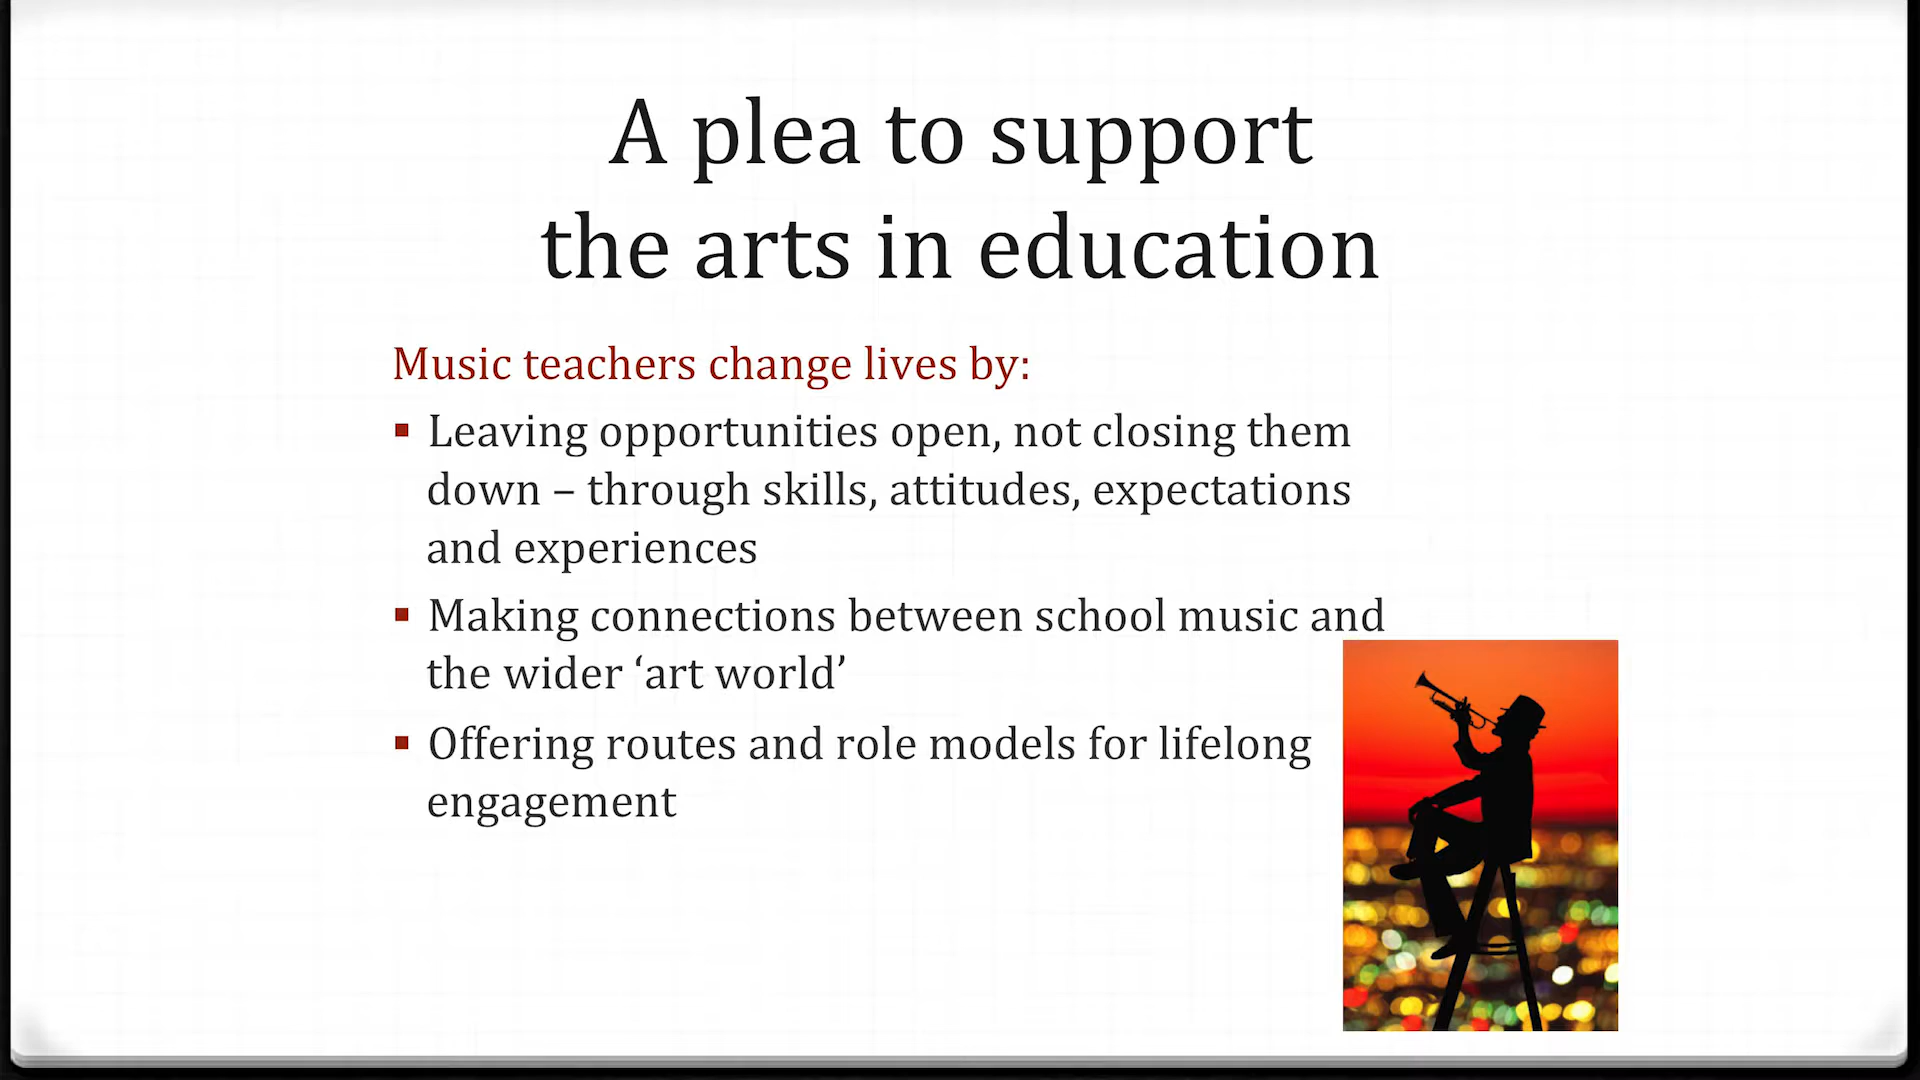 A plea to support
the arts in education
Music teachers change lives by:
▪ Leaving opportunities open, not closing them
down – through skills, attitudes, expectations
and experiences
▪ Making connections between school music and
the wider ‘art world’
▪ Offering routes and role models for lifelong
engagement